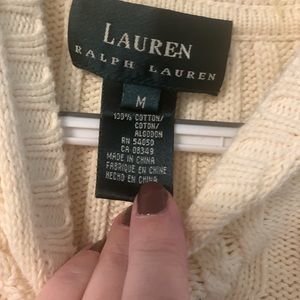 LAUREN
RALPH LAUREN
M
100% COTTON/
COTON/
ALGODON
RN 54050
CA 08349
MADE IN CHINA
FABRIQUE EN CHINE
HECHO EN CHINA